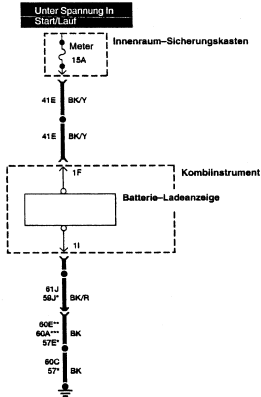 Unter Spannung In
Start/Lauf
Meter
15A
Innenraum–Sicherungskasten
41E BK/Y
41E BK/Y
1F
Kombiinstrument
Batterie–Ladeanzeige
1I
61J
59J* BK/R
60E**
60A*** BK
57E*
60C
57* BK